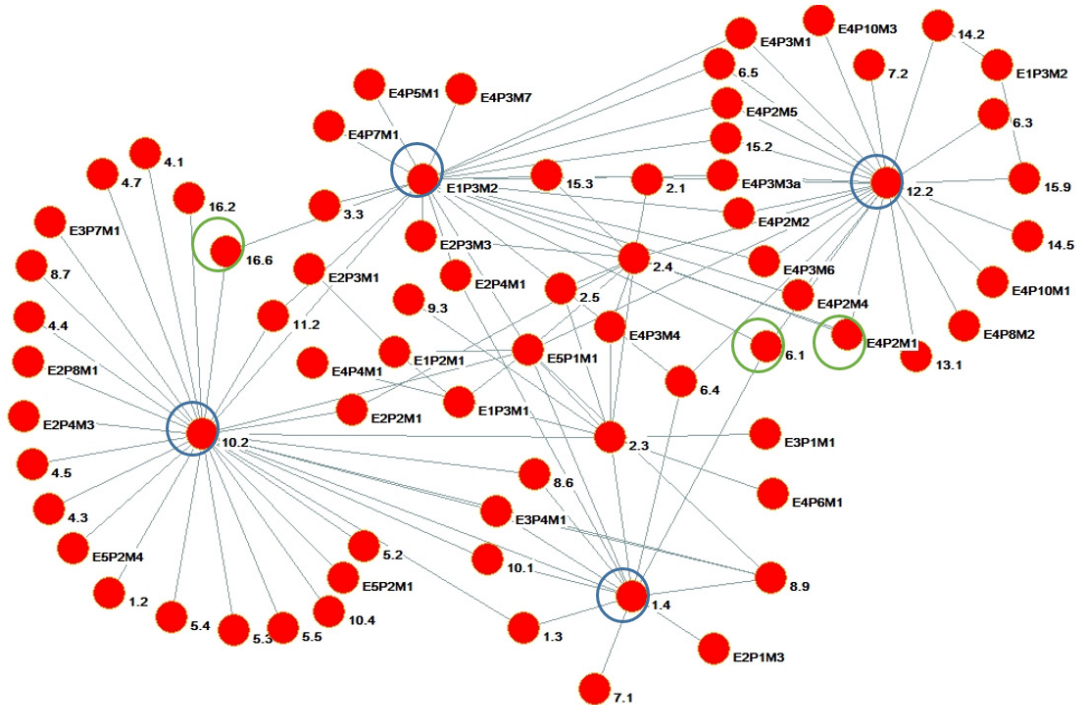 E4P10M3
14.2
E4P3M1
7.2
E1P3M2
6.5
E4P5M1
E4P3M7
E4P2M5
6.3
E4P7M1
15.2
4.1
4.7
E1P3M2
15.3
2.1
E4P3M3a
12.2
15.9
16.2
3.3
E4P2M2
E3P7M1
E2P3M3
14.5
16.6
2.4
8.7
E2P3M1
E2P4M1
E4P3M6
2.5
E4P10M1
9.3
E4P2M4
4.4
11.2
E4P3M4
E4P8M2
E4P2M1
E2P8M1
E4P4M1
E1P2M1
E5P1M1
6.1
13.1
6.4
E2P4M3
E2P2M1
E1P3M1
10.2
2.3
E3P1M1
4.5
8.6
E4P6M1
4.3
E3P4M1
E5P2M4
5.2
10.1
E5P2M1
8.9
1.2
1.4
5.4
5.3
5.5
10.4
1.3
E2P1M3
7.1